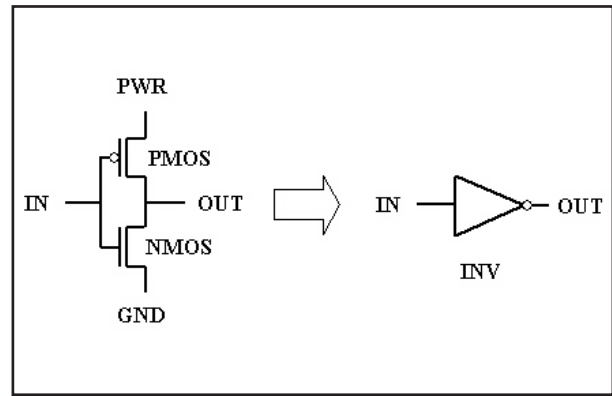 PWR
PMOS
IN
OUT
NMOS
GND
IN
OUT
INV